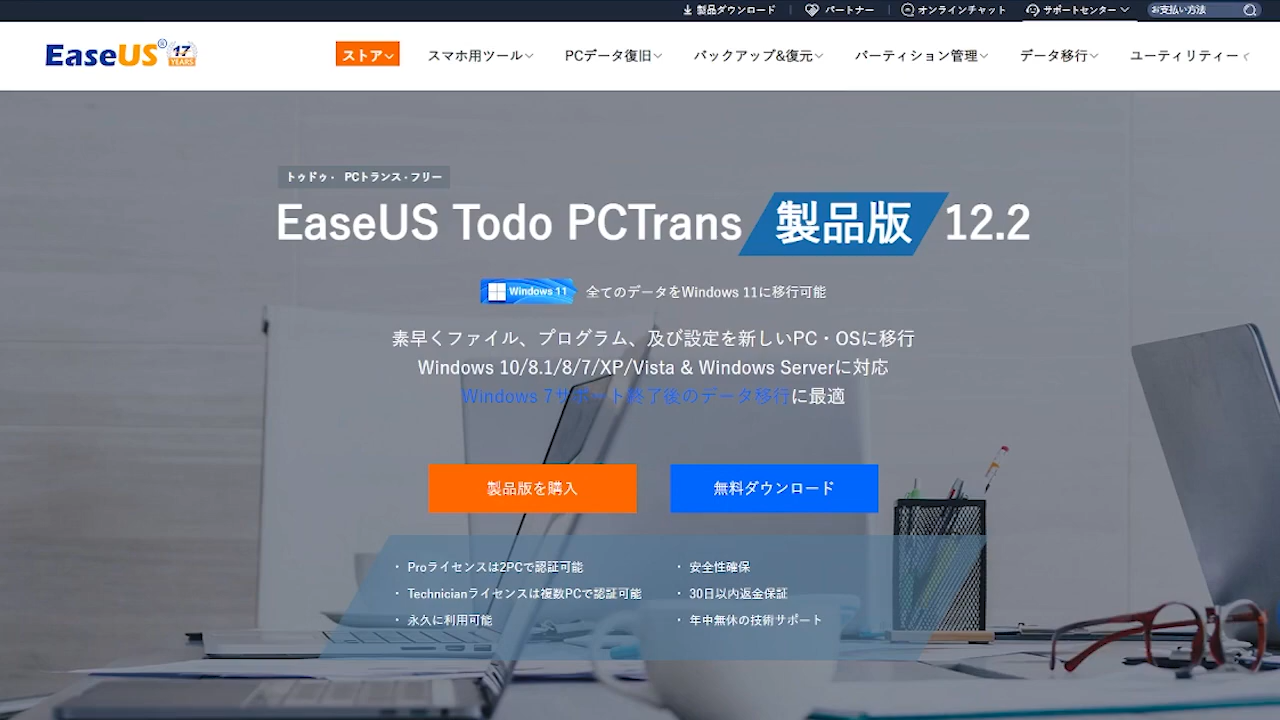 製品ダウンロード パートナー オンラインチャット サポートセンター お支払い方法
EaseUS® 17 YEARS ストア スマホ用ツール PCデータ復旧 バックアップ&復元 パーティション管理 データ移行 ユーティリティー
トゥドゥ・ PCトランス・フリー
EaseUS Todo PCTrans 製品版 12.2
Windows 11 全てのデータをWindows 11に移行可能
素早くファイル、プログラム、及び設定を新しいPC・OSに移行
Windows 10/8.1/8/7/XP/Vista & Windows Serverに対応
Windows 7サポート終了後のデータ移行に最適
製品版を購入 無料ダウンロード
・ Proライセンスは2PCで認証可能
・ Technicianライセンスは複数PCで認証可能
・ 永久に利用可能
・ 安全性確保
・ 30日以内返金保証
・ 年中無休の技術サポート